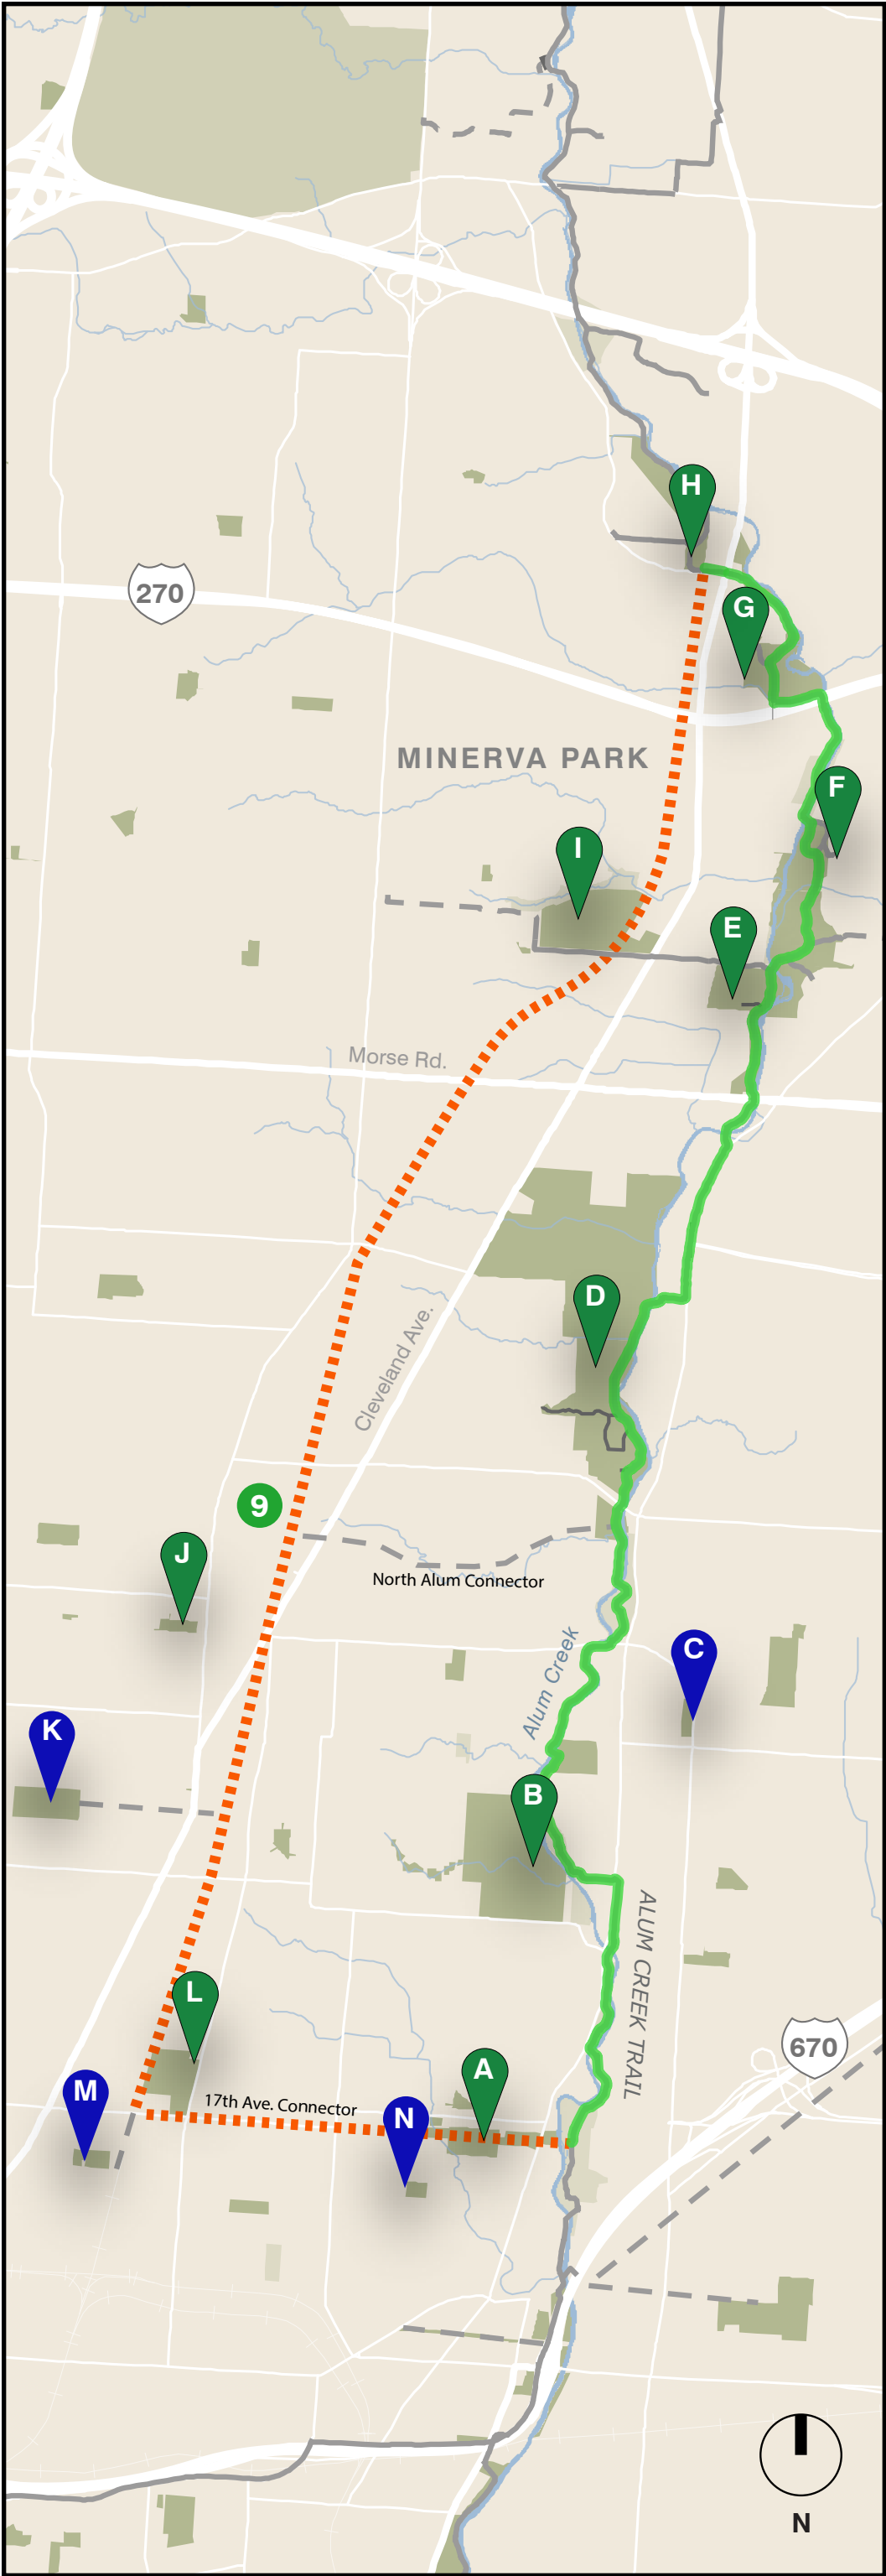 H
270
G
MINERVA PARK
F
I
E
Morse Rd.
D
Cleveland Ave.
9
J
North Alum Connector
C
Alum Creek
K
B
ALUM CREEK TRAIL
L
670
A
M
17th Ave. Connector
N
N